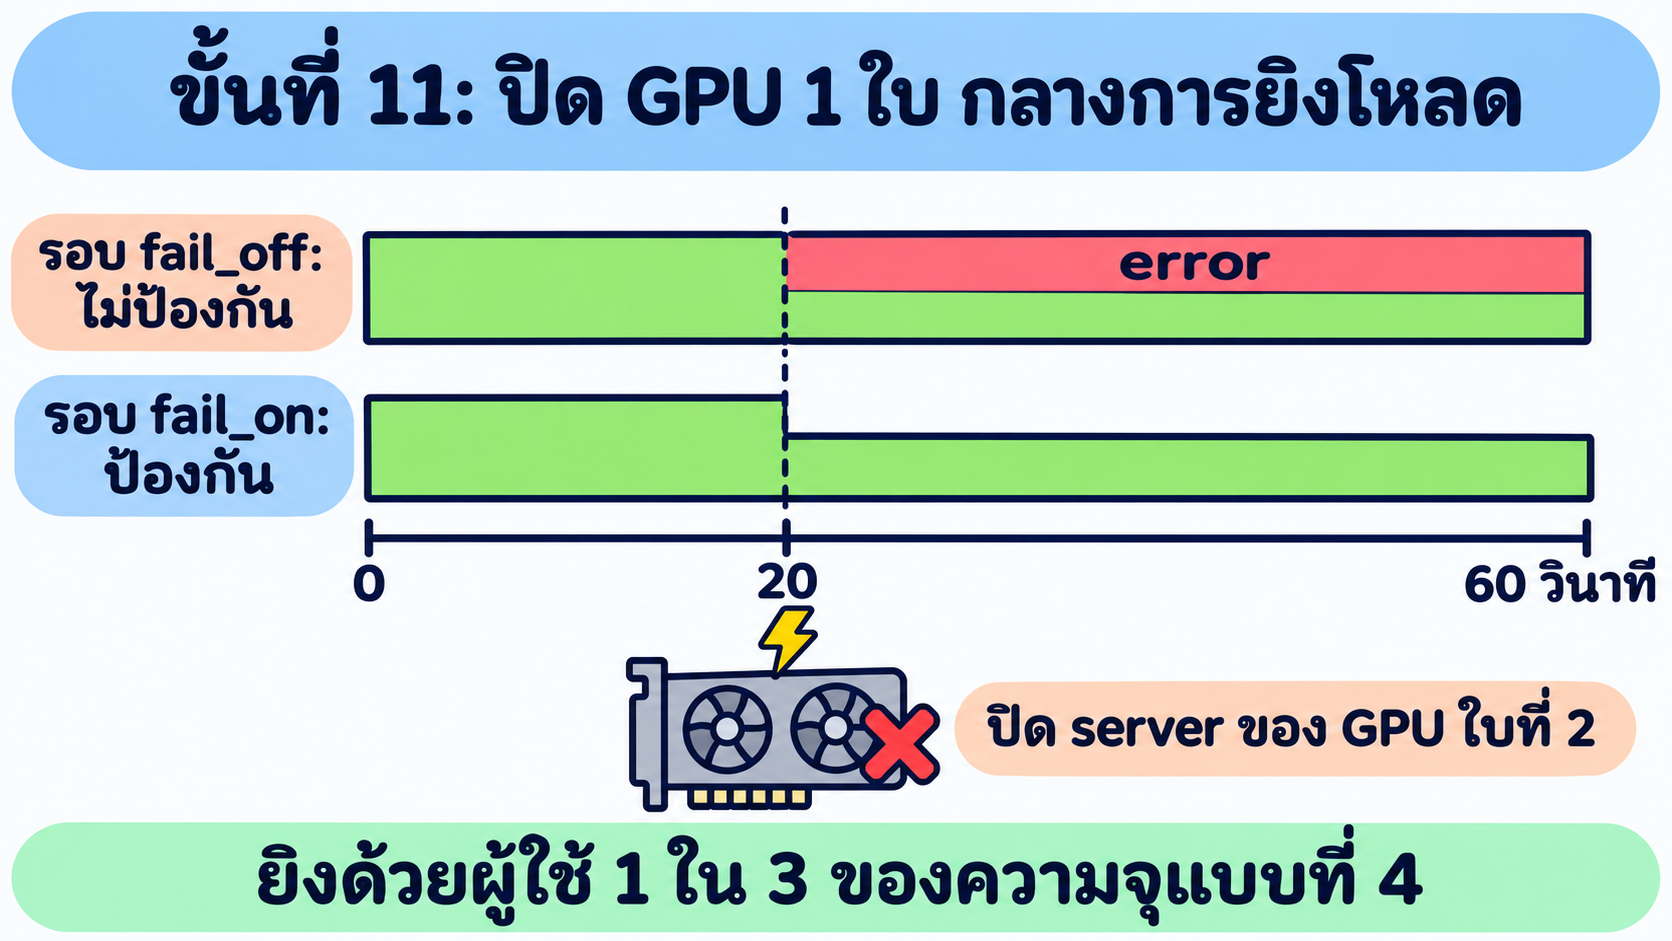 ขั้นที่ 11: ปิด GPU 1 ใบ กลางการยิงโหลด
รอบ fail_off:
ไม่ป้องกัน
error
รอบ fail_on:
ป้องกัน
0
20
60 วินาที
ปิด server ของ GPU ใบที่ 2
ยิงด้วยผู้ใช้ 1 ใน 3 ของความจุแบบที่ 4